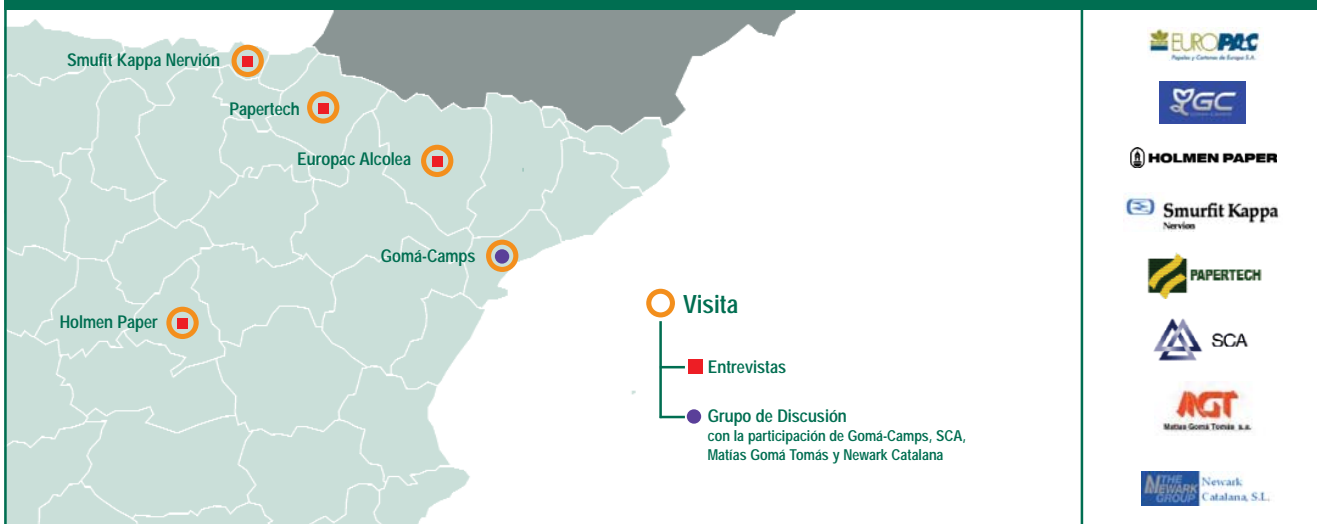 Smufit Kappa Nervión
Papertech
Europac Alcolea
Gomá-Camps
Holmen Paper
Visita
Entrevistas
Grupo de Discusión
con la participación de Gomá-Camps, SCA,
Matías Gomá Tomás y Newark Catalana
EUROPAC
Papeles y Cartones de Europa S.A.
GC
HOLMEN PAPER
Smurfit Kappa
Nervion
PAPERTECH
SCA
MGT
Matías Gomá Tomás s.a.
THE NEWARK GROUP
Newark
Catalana, S.L.